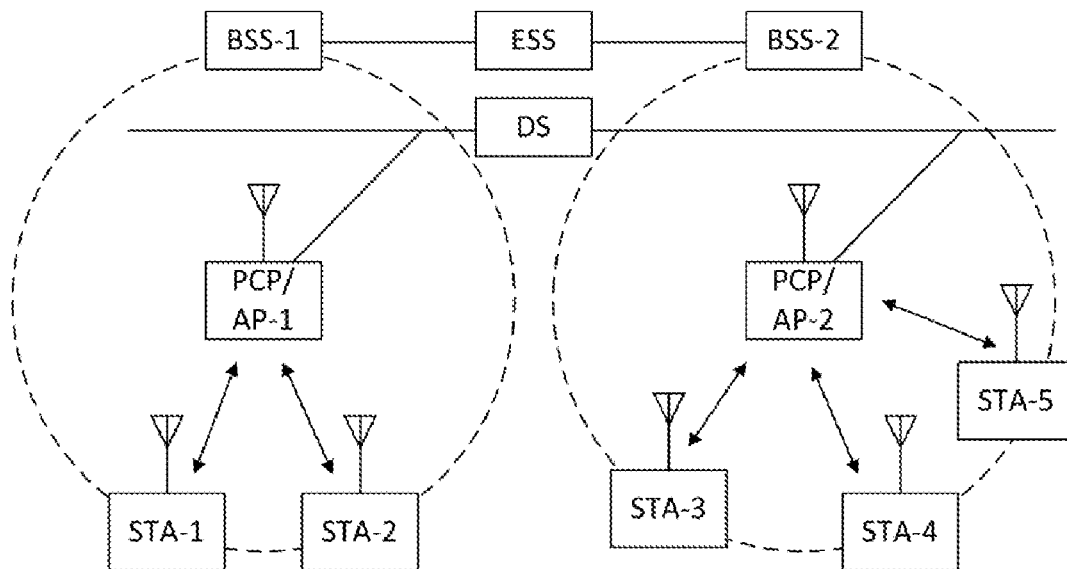 BSS-1
ESS
BSS-2
DS
PCP/
AP-1
PCP/
AP-2
STA-5
STA-1
STA-2
STA-3
STA-4